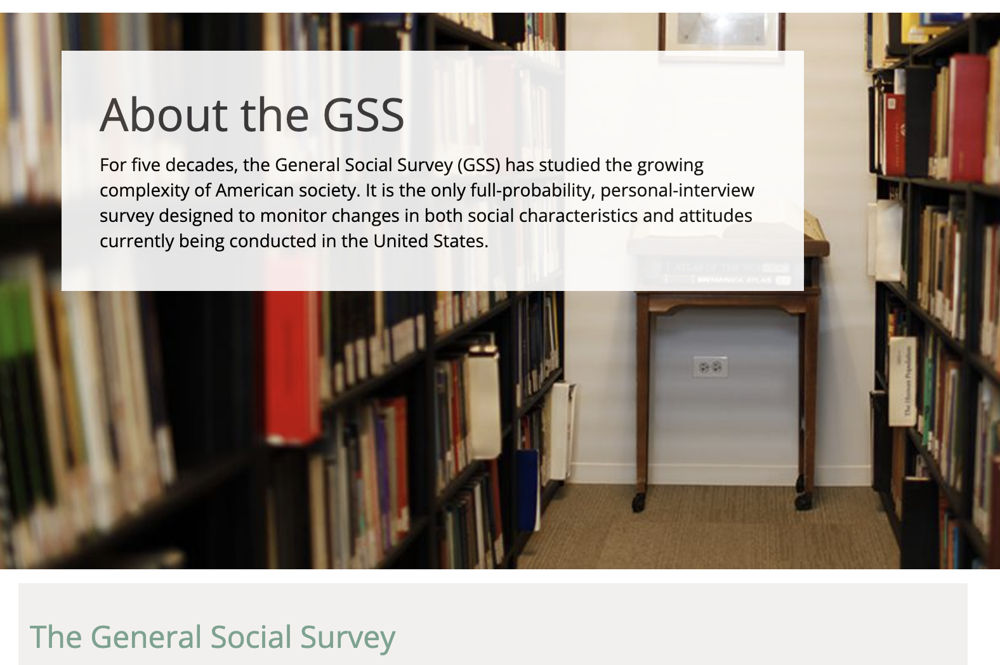 About the GSS
For five decades, the General Social Survey (GSS) has studied the growing
complexity of American society. It is the only full-probability, personal-interview
survey designed to monitor changes in both social characteristics and attitudes
currently being conducted in the United States.
ATLAS OF THE
BRITANNICA ATLAS
The Human Population
The General Social Survey